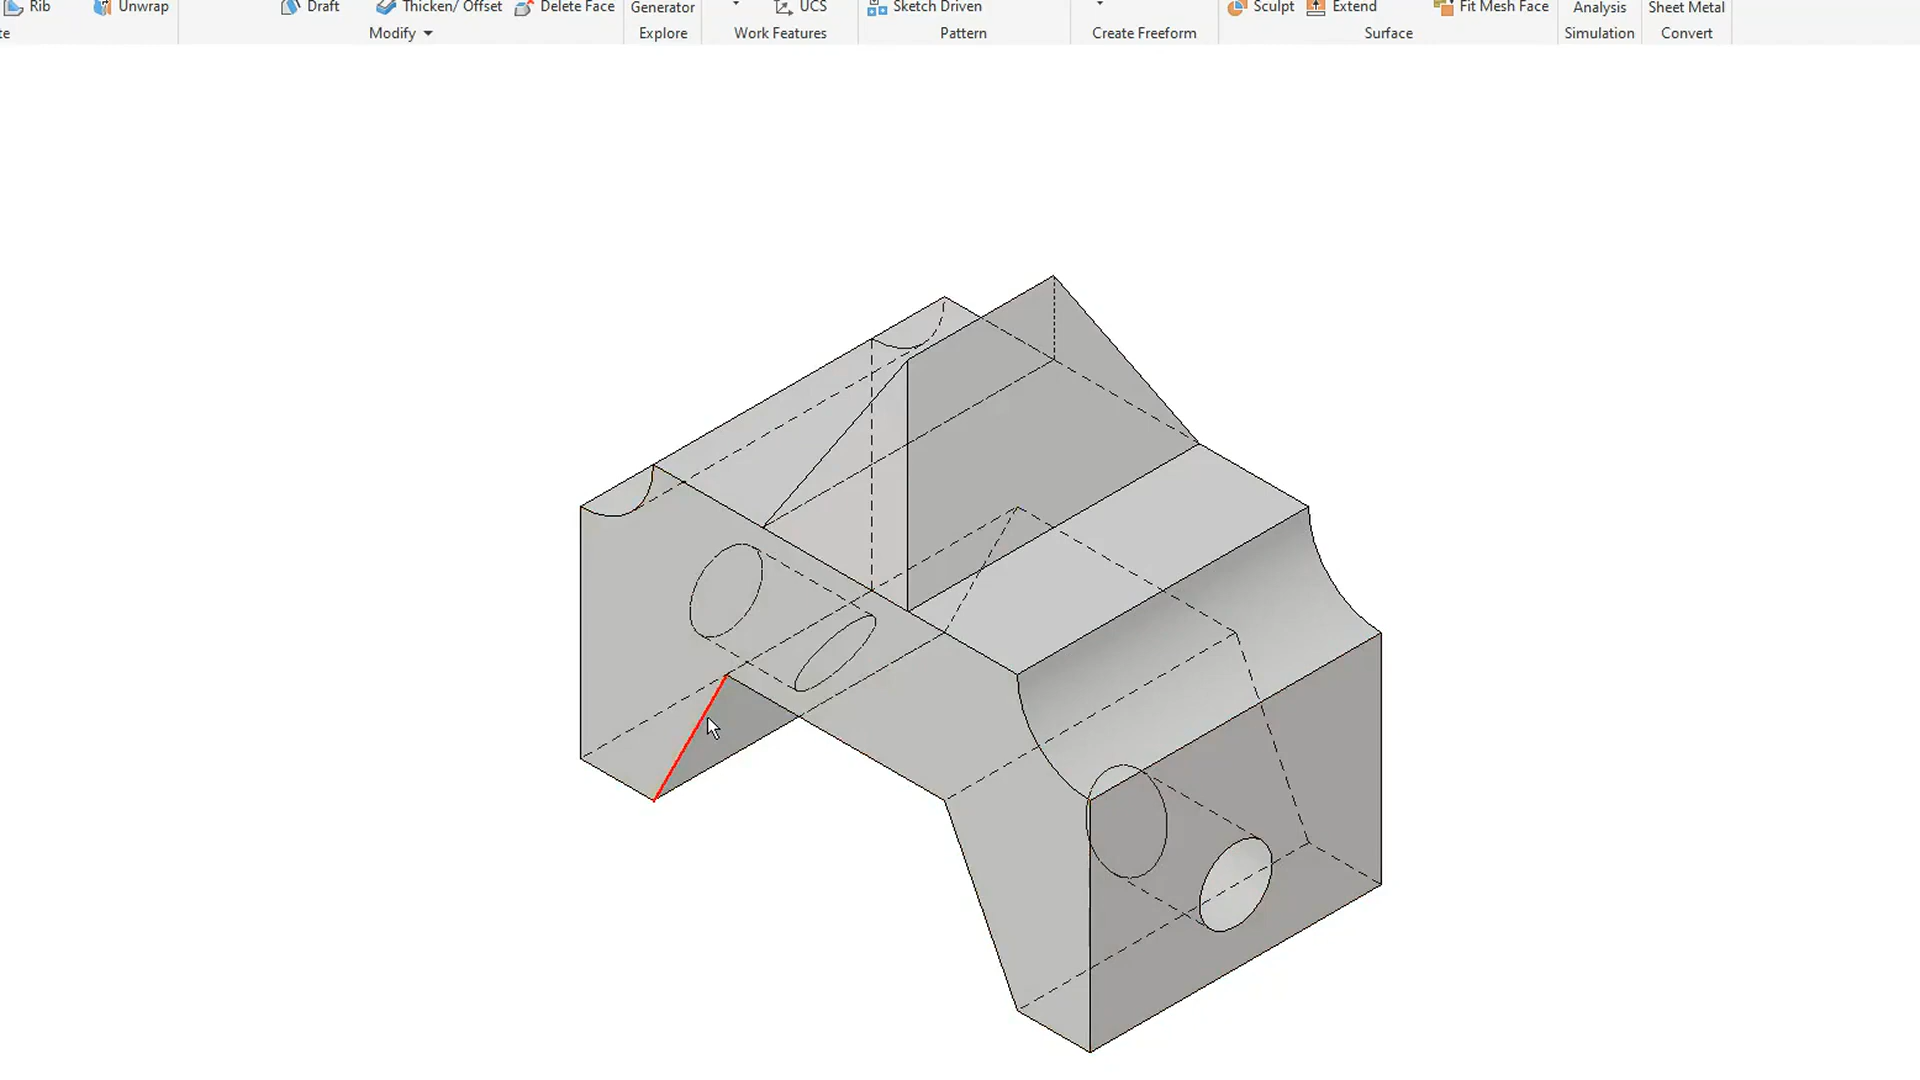 Rib Unwrap Draft Thicken/ Offset Delete Face Generator UCS Sketch Driven Sculpt Extend Fit Mesh Face Analysis Sheet Metal
te Modify Explore Work Features Pattern Create Freeform Surface Simulation Convert